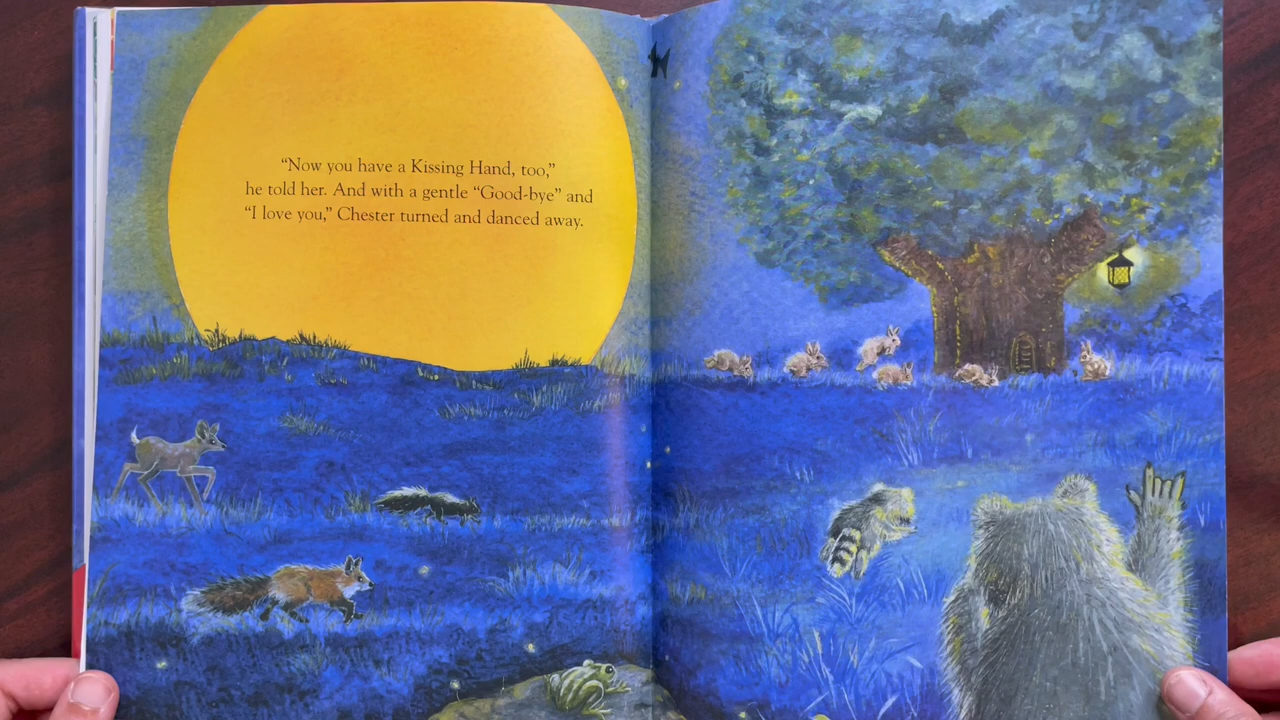 “Now you have a Kissing Hand, too,”
he told her. And with a gentle “Good-bye” and
“I love you,” Chester turned and danced away.